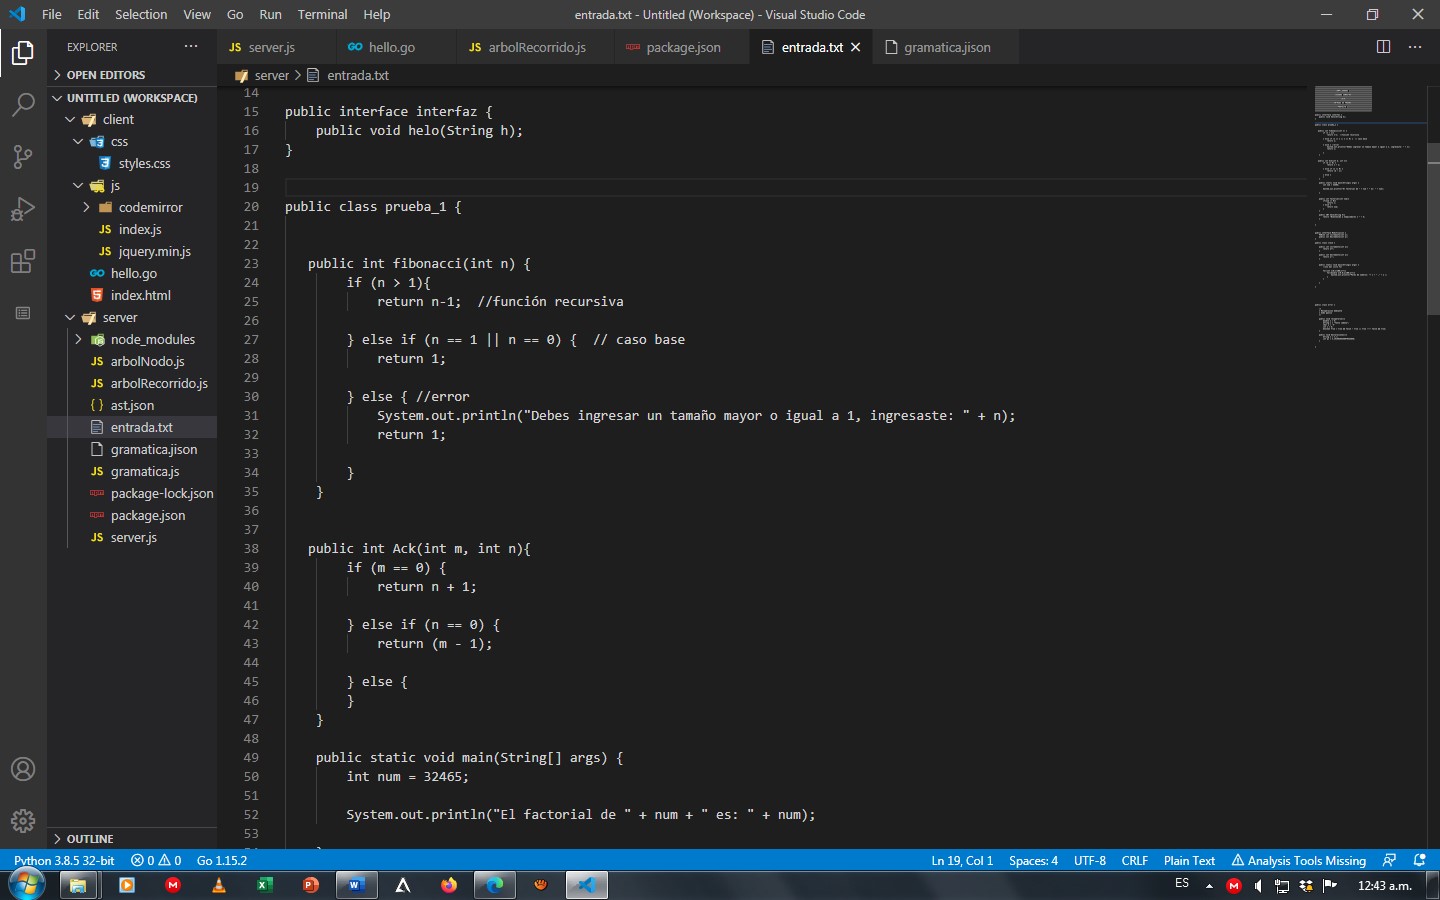 File Edit Selection View Go Run Terminal Help
entrada.txt - Untitled (Workspace) - Visual Studio Code
EXPLORER
OPEN EDITORS
UNTITLED (WORKSPACE)
client
css
styles.css
js
codemirror
JS index.js
JS jquery.min.js
GO hello.go
index.html
server
node_modules
JS arbolNodo.js
JS arbolRecorrido.js
{ } ast.json
entrada.txt
gramatica.jison
JS gramatica.js
package-lock.json
package.json
JS server.js
OUTLINE
JS server.js
GO hello.go
JS arbolRecorrido.js
package.json
entrada.txt
gramatica.jison
server > entrada.txt
14
15 public interface interfaz {
16 public void helo(String h);
17 }
18
19
20 public class prueba_1 {
21
22
23 public int fibonacci(int n) {
24 if (n > 1){
25 return n-1;  //función recursiva
26
27 } else if (n == 1 || n == 0) {  // caso base
28 return 1;
29
30 } else { //error
31 System.out.println("Debes ingresar un tamaño mayor o igual a 1, ingresaste: " + n);
32 return 1;
33
34 }
35 }
36
37
38 public int Ack(int m, int n){
39 if (m == 0) {
40 return n + 1;
41
42 } else if (n == 0) {
43 return (m - 1);
44
45 } else {
46 }
47 }
48
49 public static void main(String[] args) {
50 int num = 32465;
51
52 System.out.println("El factorial de " + num + " es: " + num);
53
Python 3.8.5 32-bit 0 0 Go 1.15.2 Ln 19, Col 1 Spaces: 4 UTF-8 CRLF Plain Text Analysis Tools Missing
ES 12:43 a.m.